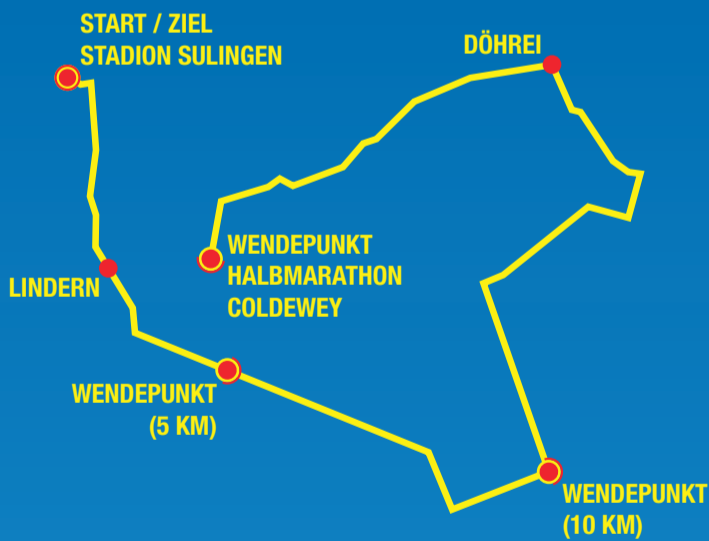 START / ZIEL
STADION SULINGEN
DÖHREI
WENDEPUNKT
HALBMARATHON
COLDEWEY
LINDERN
WENDEPUNKT
(5 KM)
WENDEPUNKT
(10 KM)